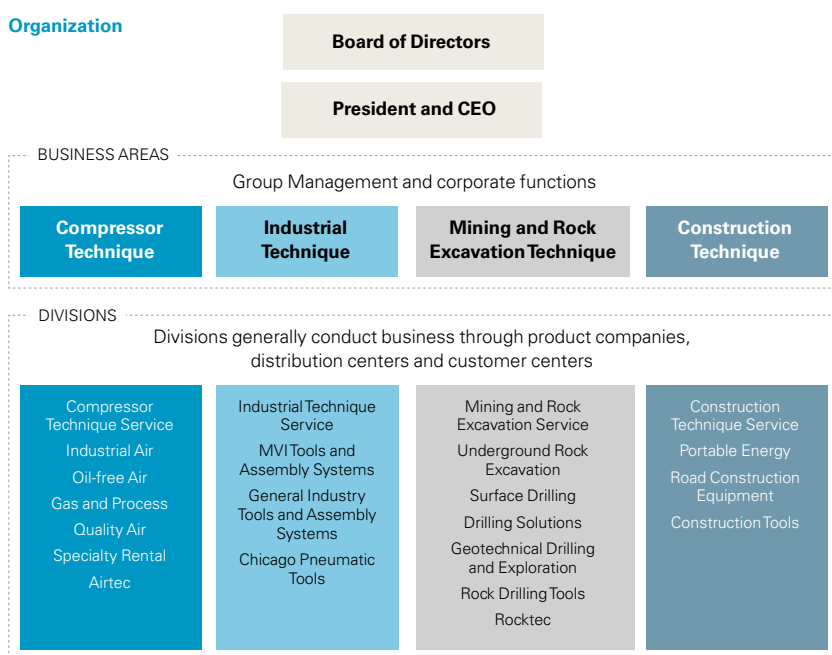 Organization
Board of Directors
President and CEO
BUSINESS AREAS
Group Management and corporate functions
Compressor
Technique
Industrial
Technique
Mining and Rock
Excavation Technique
Construction
Technique
DIVISIONS
Divisions generally conduct business through product companies,
distribution centers and customer centers
Compressor
Technique Service
Industrial Air
Oil-free Air
Gas and Process
Quality Air
Specialty Rental
Airtec
Industrial Technique
Service
MVI Tools and
Assembly Systems
General Industry
Tools and Assembly
Systems
Chicago Pneumatic
Tools
Mining and Rock
Excavation Service
Underground Rock
Excavation
Surface Drilling
Drilling Solutions
Geotechnical Drilling
and Exploration
Rock Drilling Tools
Rocktec
Construction
Technique Service
Portable Energy
Road Construction
Equipment
Construction Tools